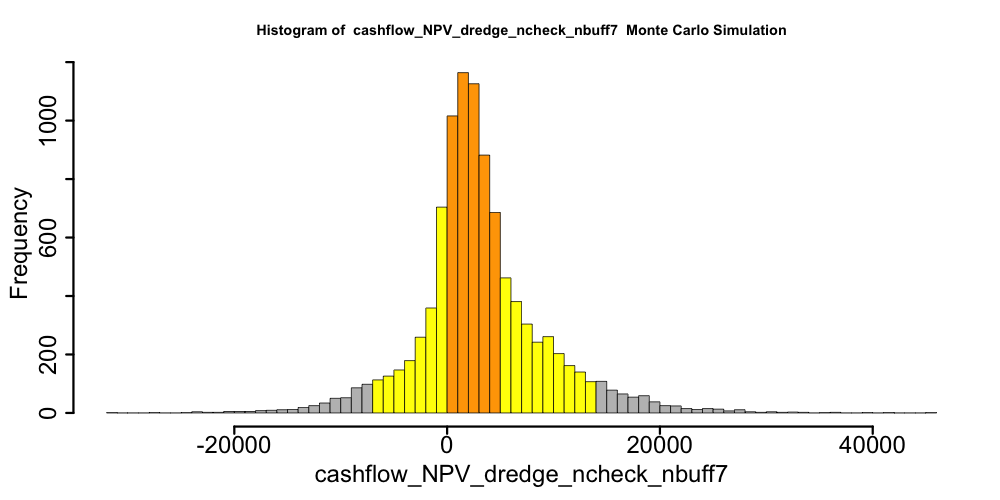 Histogram of  cashflow_NPV_dredge_ncheck_nbuff7  Monte Carlo Simulation
Frequency
1000
600
200
0
-20000 0 20000 40000
cashflow_NPV_dredge_ncheck_nbuff7